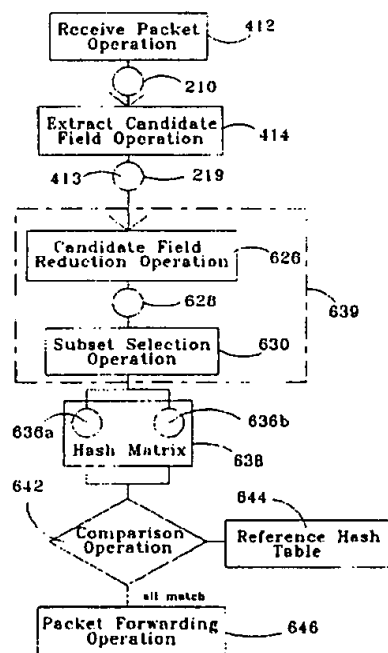 Receive Packet
Operation
412
210
Extract Candidate
Field Operation
414
413
219
Candidate Field
Reduction Operation
626
628
639
Subset Selection
Operation
630
636a
636b
Hash Matrix
638
642
644
Comparison
Operation
Reference Hash
Table
all match
Packet Forwarding
Operation
646